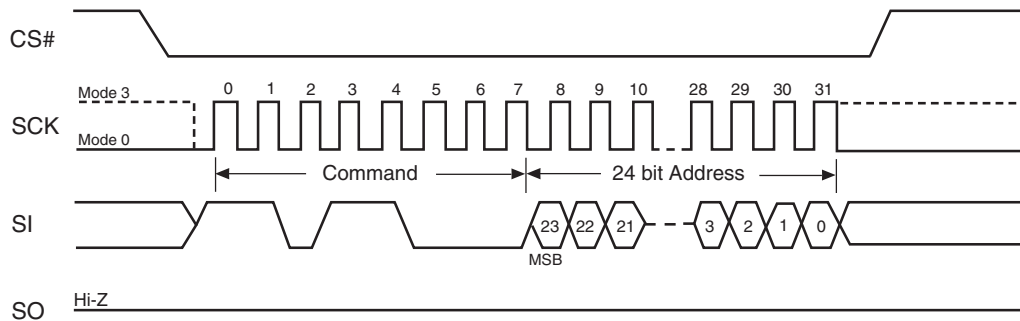 CS#
Mode 3
0 1 2 3 4 5 6 7 8 9 10 28 29 30 31
SCK
Mode 0
Command
24 bit Address
SI
23 22 21 3 2 1 0
MSB
Hi-Z
SO